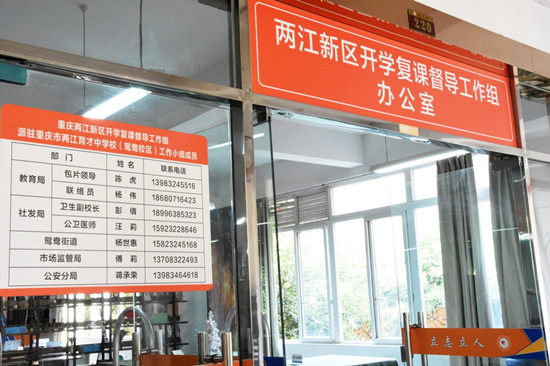 220
两江新区开学复课督导工作组
办公室
重庆两江新区开学复课督导工作组
派驻重庆市两江育才中学校（鸳鸯校区）工作小组成员
部 门 姓 名 联系电话
教育局 包片领导 陈 虎 13983245516
联络员 杨 伟 18680716423
社发局 卫生副校长 彭 倩 18996385323
公卫医师 汪 莉 15923228646
鸳鸯街道 杨世惠 15823245168
市场监管局 傅 莉 13708322493
公安分局 蒋承荣 13983464618
立志立人